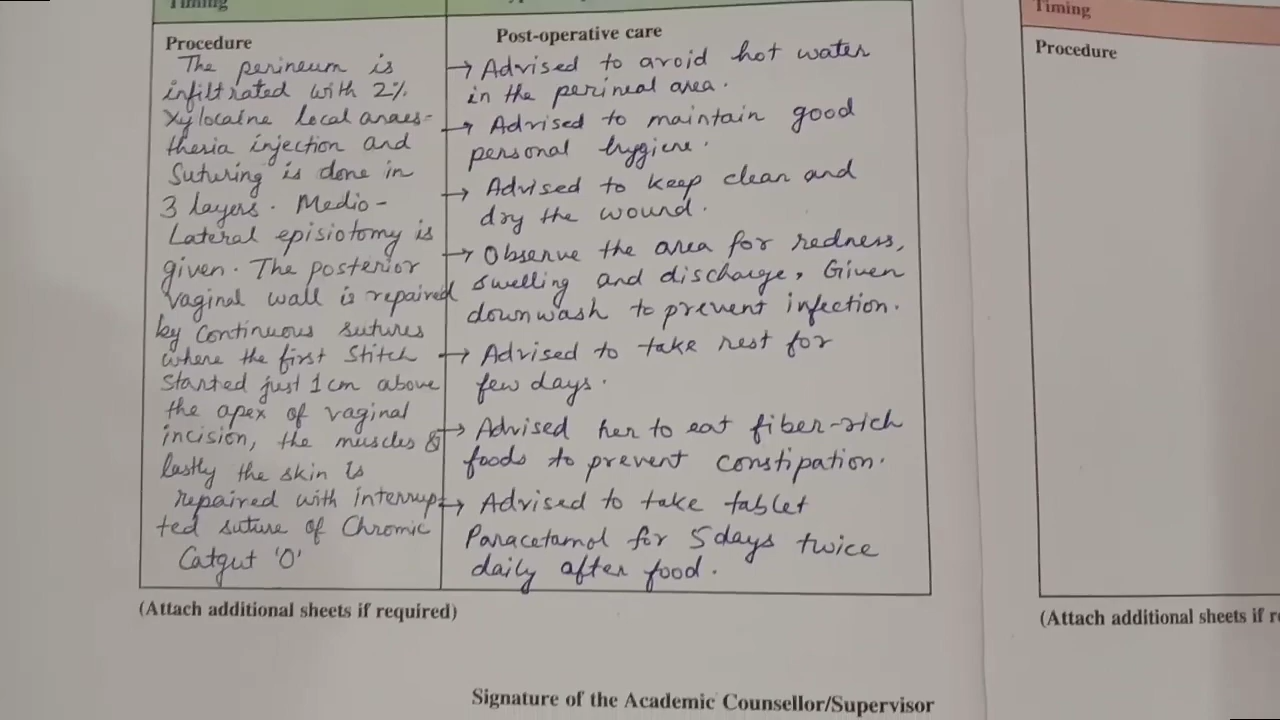 Timing
Procedure
The perineum is
infiltrated with 2%
Xylocaine local anaes-
thesia injection and
Suturing is done in
3 layers. Medio-
Lateral episiotomy is
given. The posterior
vaginal wall is repaired
by continuous sutures
where the first stitch
started just 1cm above
the apex of vaginal
incision, the muscles &
lastly the skin is
repaired with interrup-
ted suture of Chromic
Catgut '0'
Post-operative care
→ Advised to avoid hot water
in the perineal area.
→ Advised to maintain good
personal hygiene.
→ Advised to keep clean and
dry the wound.
→ Observe the area for redness,
swelling and discharge, Given
downwash to prevent infection.
→ Advised to take rest for
few days.
→ Advised her to eat fiber-rich
foods to prevent constipation.
→ Advised to take tablet
Paracetamol for 5 days twice
daily after food.
(Attach additional sheets if required)
Signature of the Academic Counsellor/Supervisor
Timing
Procedure
(Attach additional sheets if